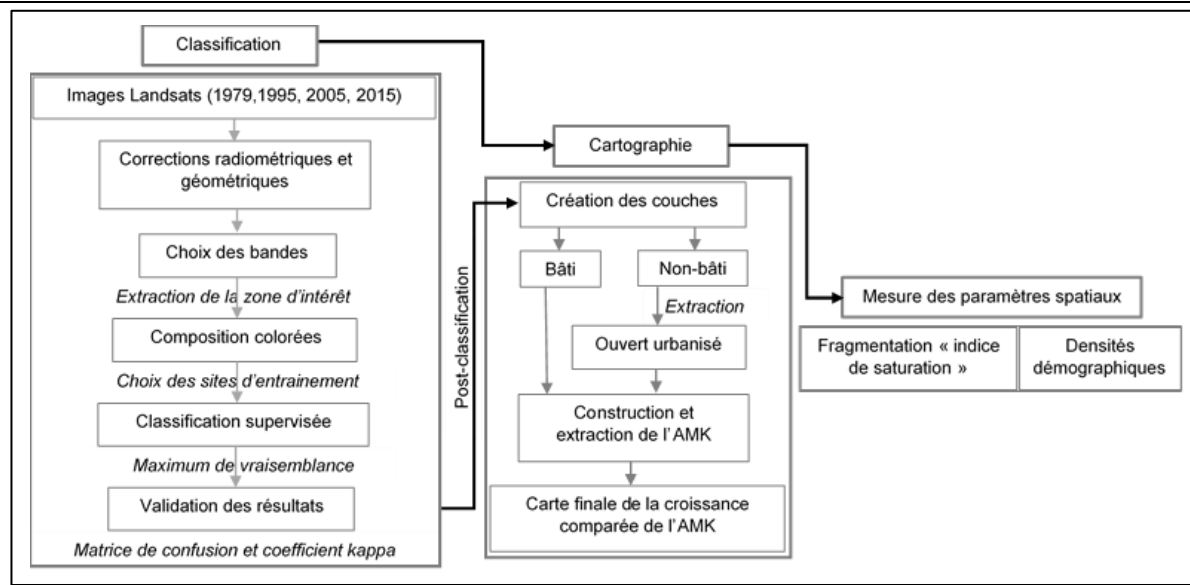 Classification
Images Landsats (1979,1995, 2005, 2015)
Corrections radiométriques et
géométriques
Choix des bandes
Extraction de la zone d'intérêt
Composition colorées
Choix des sites d'entrainement
Classification supervisée
Maximum de vraisemblance
Validation des résultats
Matrice de confusion et coefficient kappa
Post-classification
Cartographie
Création des couches
Bâti
Non-bâti
Extraction
Ouvert urbanisé
Construction et
extraction de l'AMK
Carte finale de la croissance
comparée de l'AMK
Mesure des paramètres spatiaux
Fragmentation « indice
de saturation »
Densités
démographiques